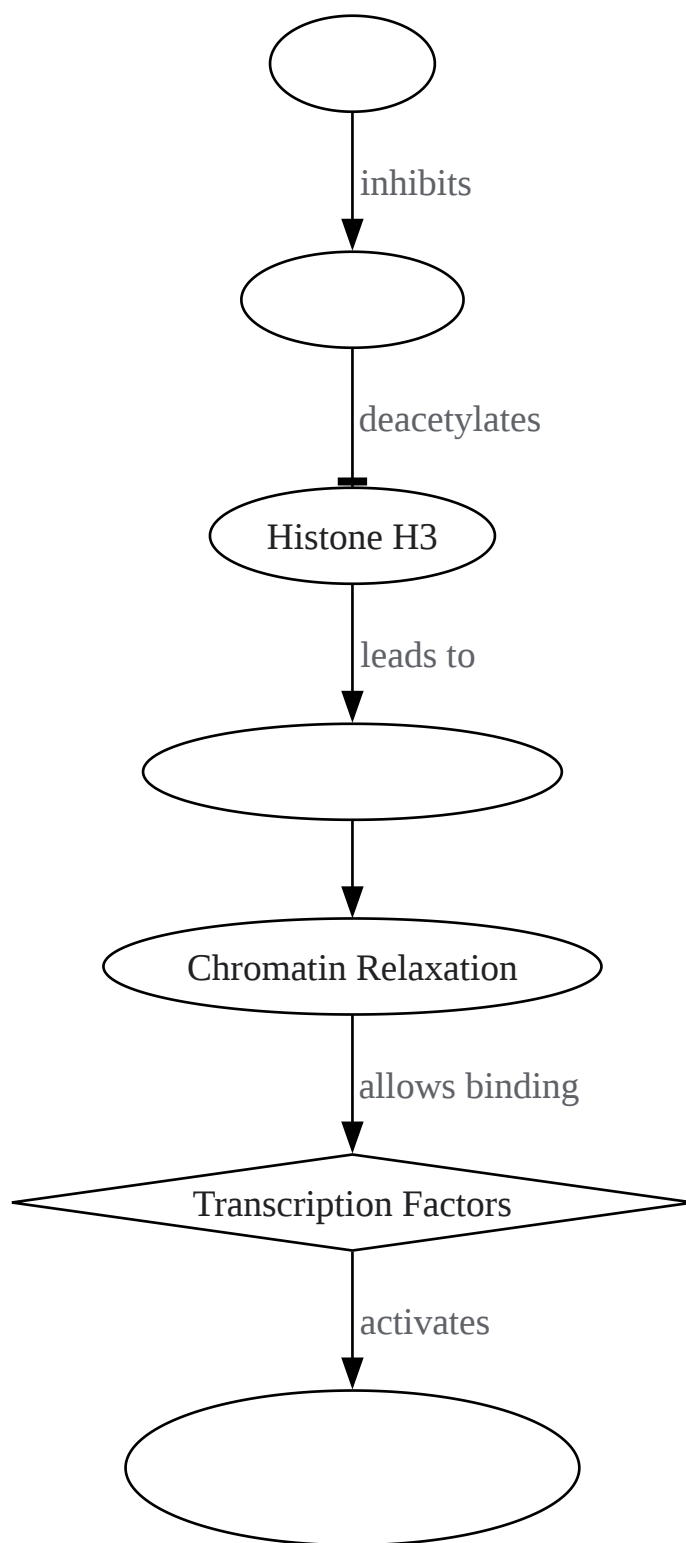 inhibits
deacetylates
Histone H3
leads to
Chromatin Relaxation
allows binding
Transcription Factors
activates